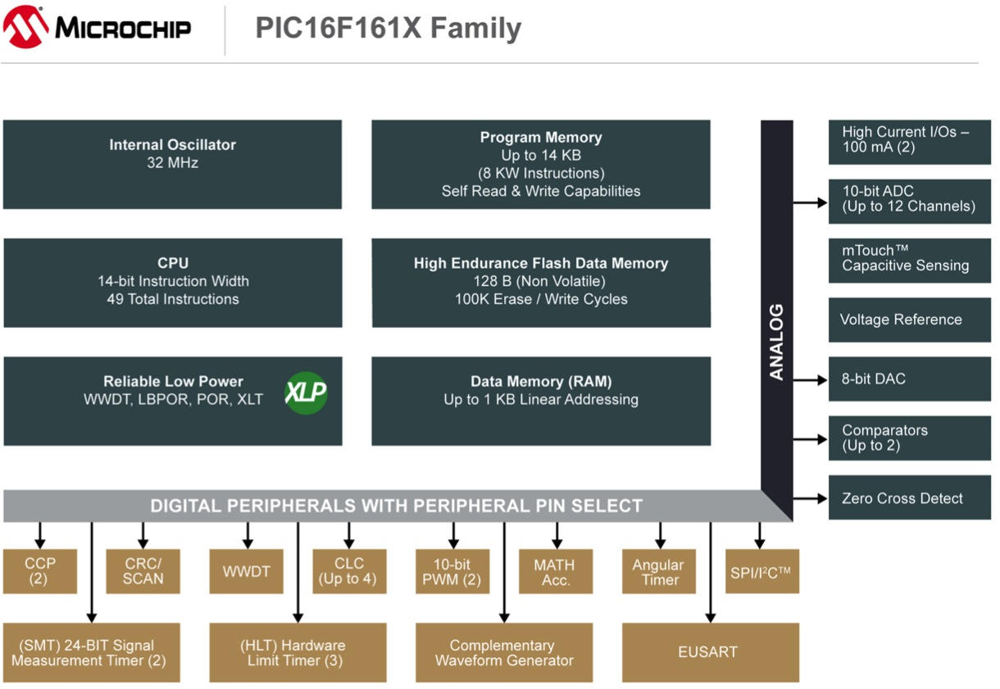 MICROCHIP
PIC16F161X Family
Internal Oscillator
32 MHz
Program Memory
Up to 14 KB
(8 KW Instructions)
Self Read & Write Capabilities
CPU
14-bit Instruction Width
49 Total Instructions
High Endurance Flash Data Memory
128 B (Non Volatile)
100K Erase / Write Cycles
Reliable Low Power
WWDT, LBPOR, POR, XLT
XLP
Data Memory (RAM)
Up to 1 KB Linear Addressing
ANALOG
High Current I/Os –
100 mA (2)
10-bit ADC
(Up to 12 Channels)
mTouch™
Capacitive Sensing
Voltage Reference
8-bit DAC
Comparators
(Up to 2)
Zero Cross Detect
DIGITAL PERIPHERALS WITH PERIPHERAL PIN SELECT
CCP
(2)
CRC/
SCAN
WWDT
CLC
(Up to 4)
10-bit
PWM (2)
MATH
Acc.
Angular
Timer
SPI/I²C™
(SMT) 24-BIT Signal
Measurement Timer (2)
(HLT) Hardware
Limit Timer (3)
Complementary
Waveform Generator
EUSART